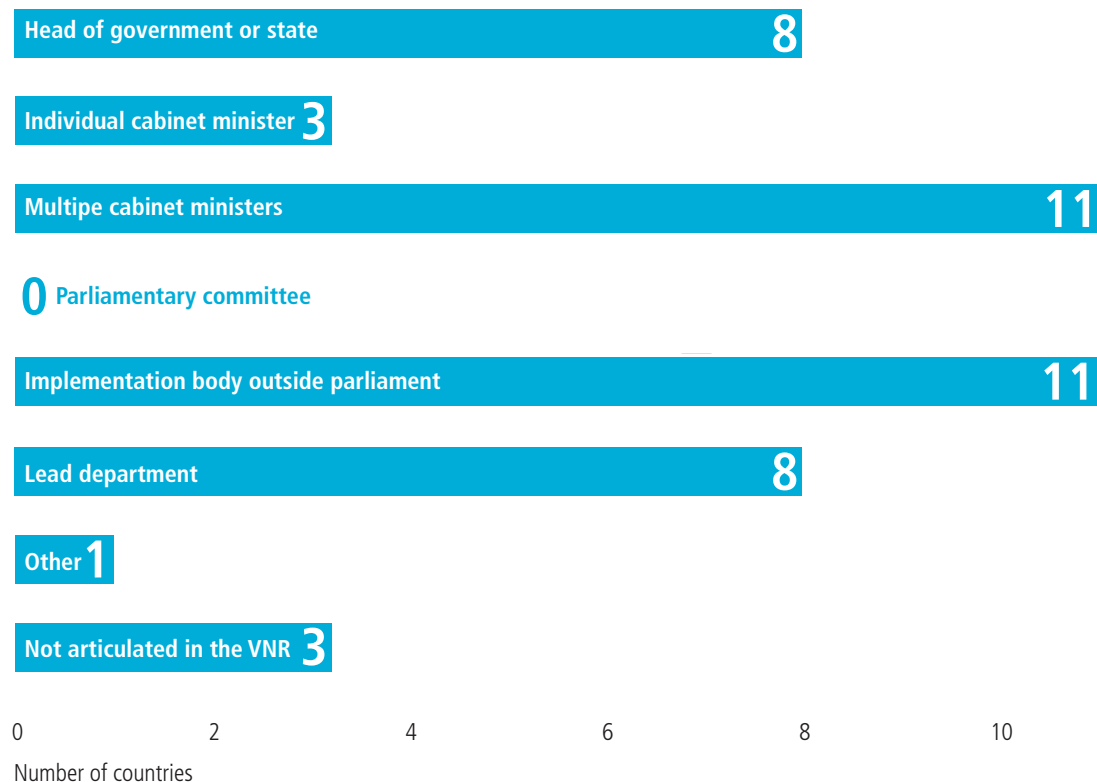 Head of government or state 8
Individual cabinet minister 3
Multipe cabinet ministers 11
0 Parliamentary committee
Implementation body outside parliament 11
Lead department 8
Other 1
Not articulated in the VNR 3
0 2 4 6 8 10
Number of countries